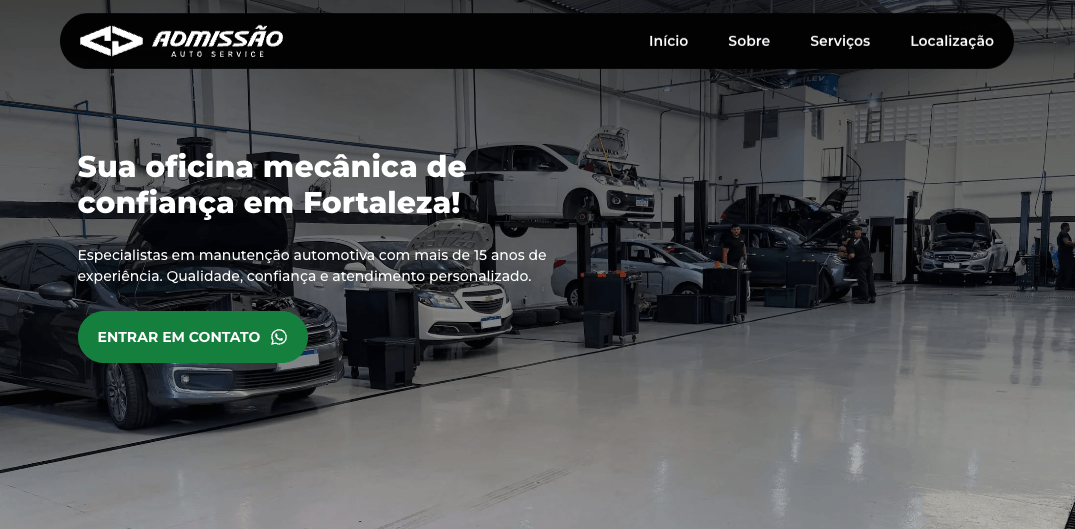 ADMISSÃO
AUTO SERVICE
Início
Sobre
Serviços
Localização
Sua oficina mecânica de
confiança em Fortaleza!
Especialistas em manutenção automotiva com mais de 15 anos de
experiência. Qualidade, confiança e atendimento personalizado.
ENTRAR EM CONTATO